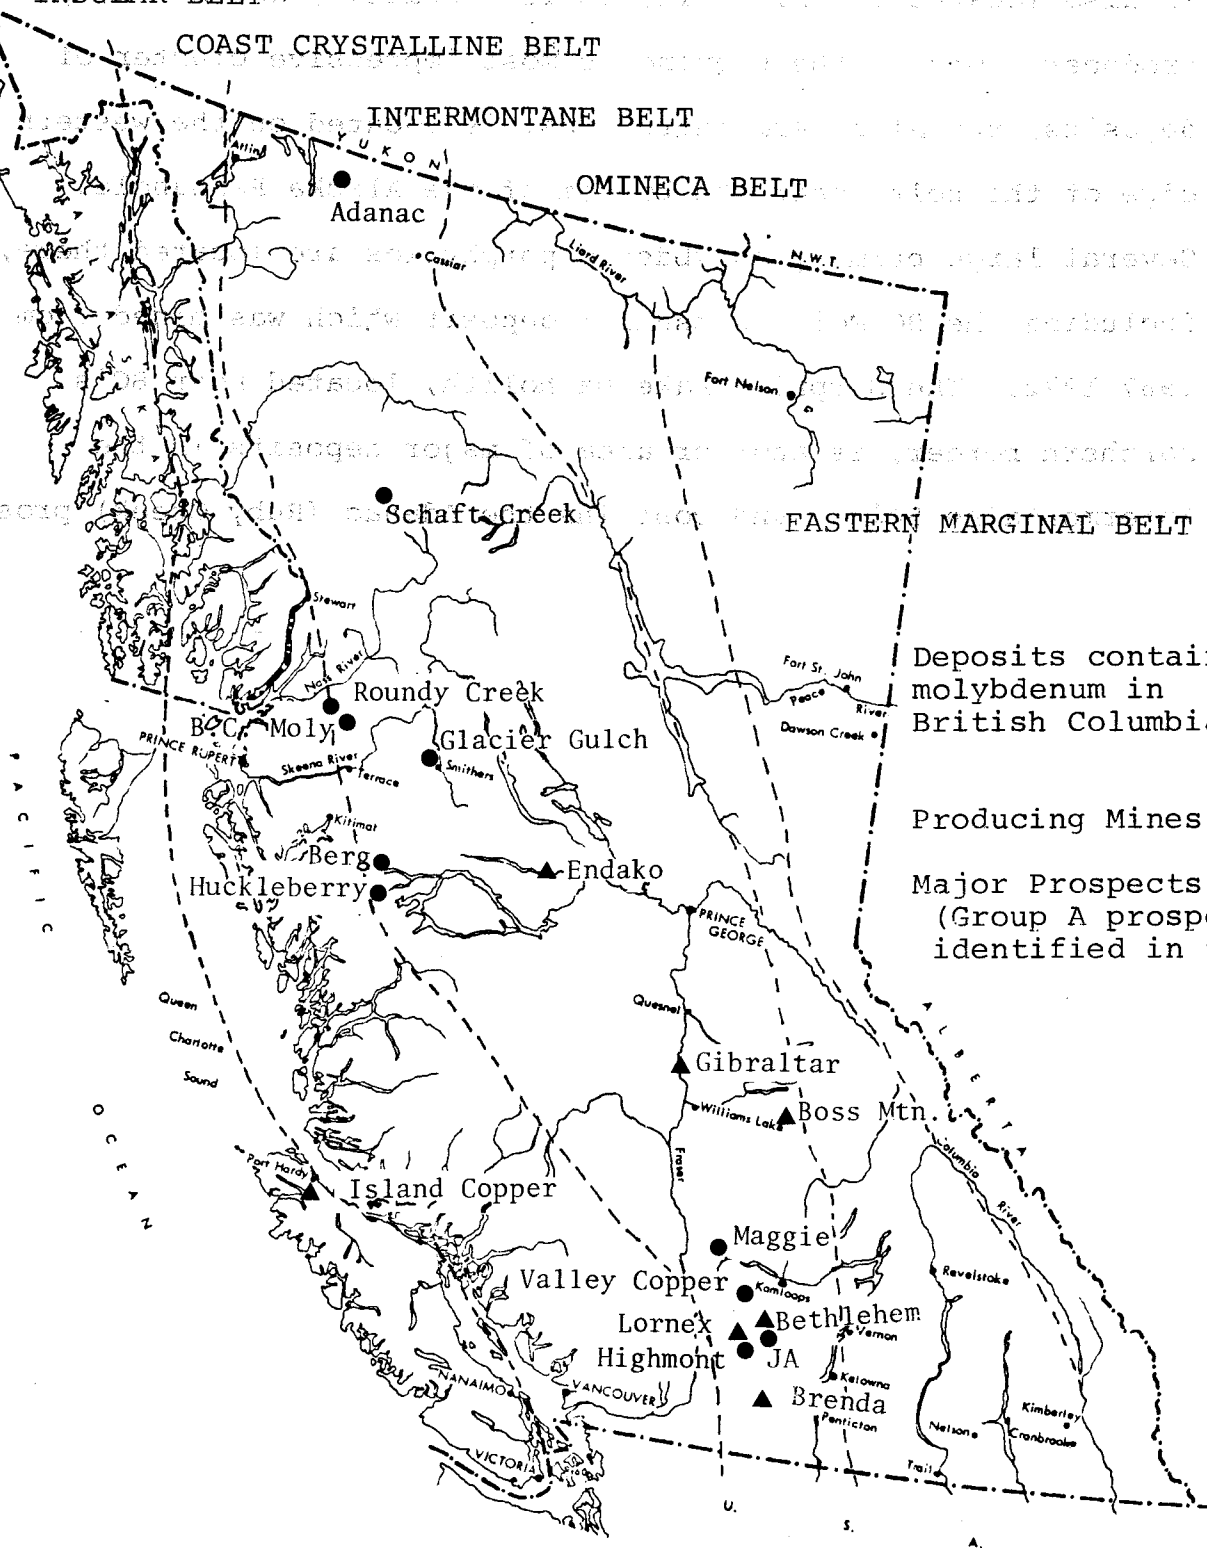 COAST CRYSTALLINE BELT
INTERMONTANE BELT
YUKON
OMINECA BELT
Atlin
Adanac
Cassiar
Liard River
N.W.T.
Fort Nelson
Schaft Creek
EASTERN MARGINAL BELT
Stewart
Nass River
Fort St. John
Peace River
Dawson Creek
Deposits contai
molybdenum in
British Columbi
Roundy Creek
B.C. Moly
Glacier Gulch
PRINCE RUPERT
Skeena River
Terrace
Smithers
Kitimat
Producing Mines
Berg
Endako
Huckleberry
Major Prospects
(Group A prosp
identified in
PRINCE
GEORGE
PACIFIC
OCEAN
Queen
Charlotte
Sound
Quesnel
ALBERTA
Gibraltar
Williams Lake
Boss Mtn.
Fraser
Columbia
River
Port Hardy
Island Copper
Maggie
Valley Copper
Kamloops
Revelstoke
Lornex
Bethlehem
Vernon
Highmont
JA
Kelowna
Brenda
Penticton
NANAIMO
VANCOUVER
VICTORIA
Nelson
Kimberley
Cranbrook
Trail
U. S. A.